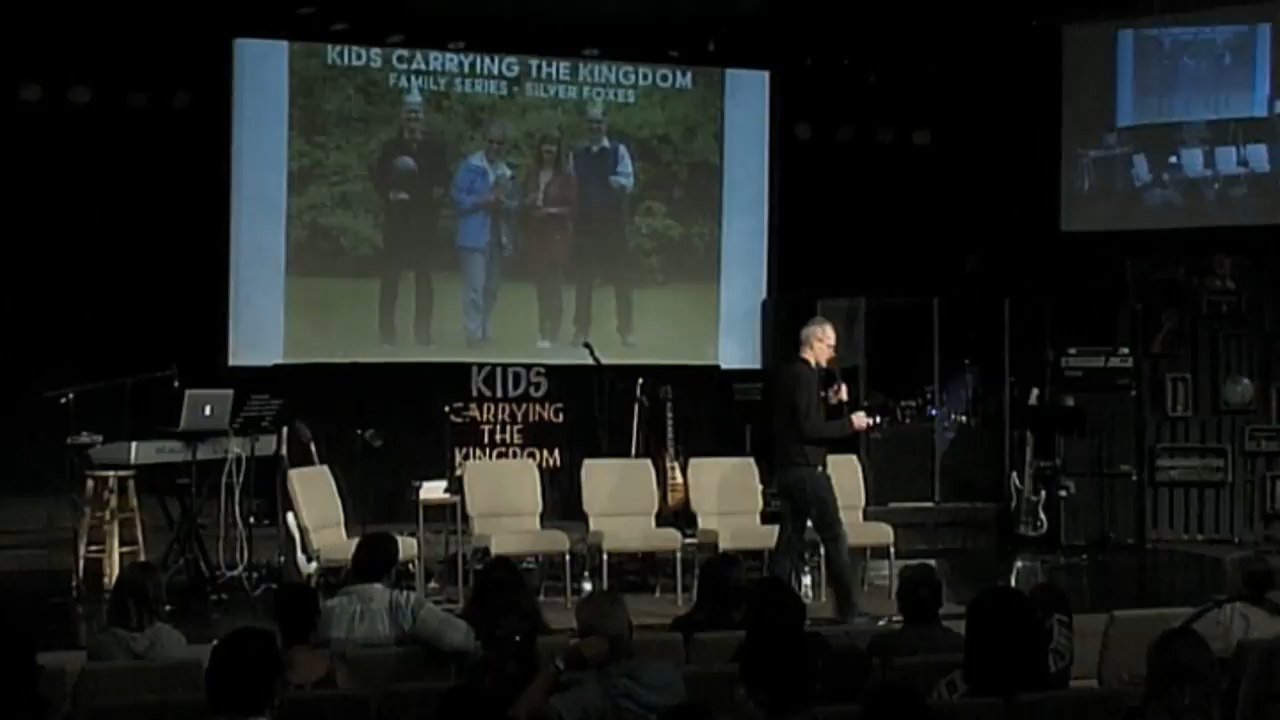 KIDS CARRYING THE KINGDOM
FAMILY SERIES - SILVER FOXES
KIDS
CARRYING
THE
KINGDOM